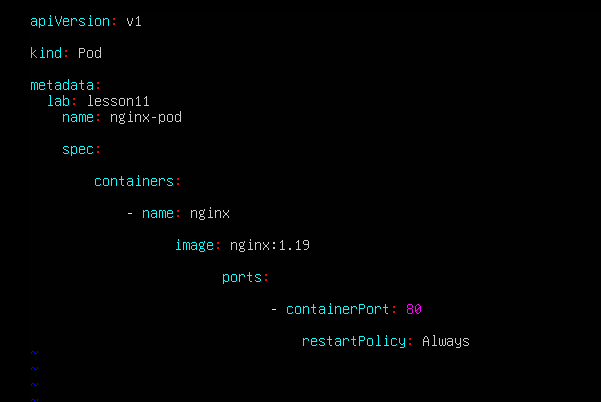 apiVersion: v1
kind: Pod
metadata:
  lab: lesson11
    name: nginx-pod
    spec:
        containers:
            - name: nginx
                  image: nginx:1.19
                        ports:
                              - containerPort: 80
                                  restartPolicy: Always
~
~
~
~